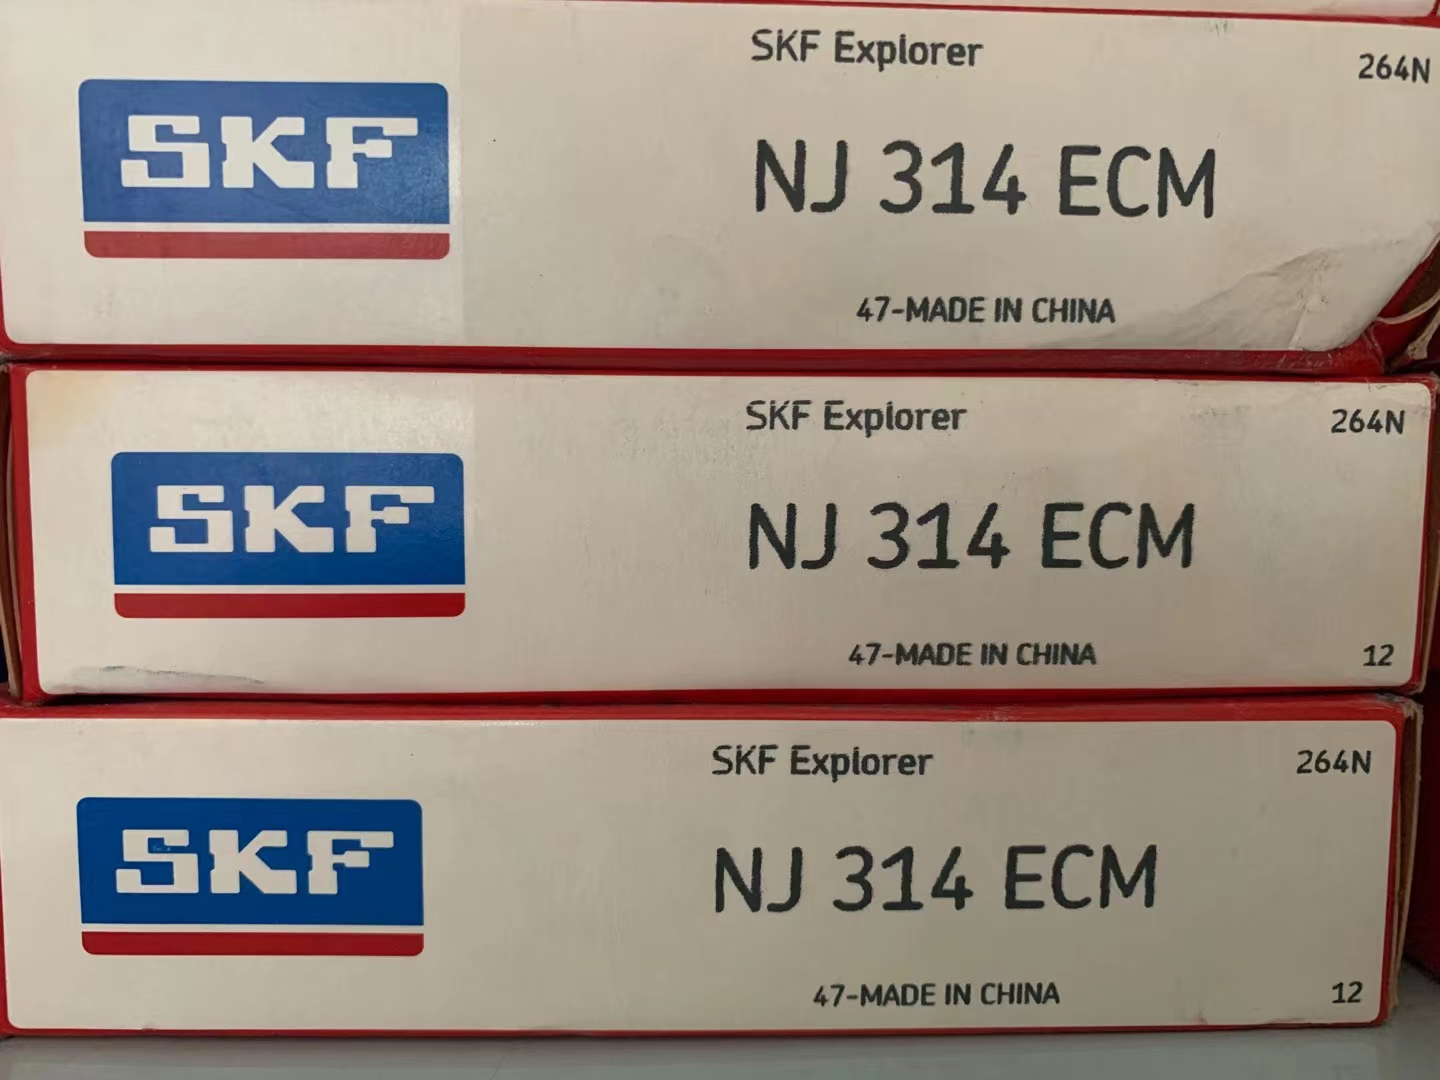 SKF
SKF Explorer
264N
NJ 314 ECM
47-MADE IN CHINA
SKF
SKF Explorer
264N
NJ 314 ECM
47-MADE IN CHINA
12
SKF
SKF Explorer
264N
NJ 314 ECM
47-MADE IN CHINA
12